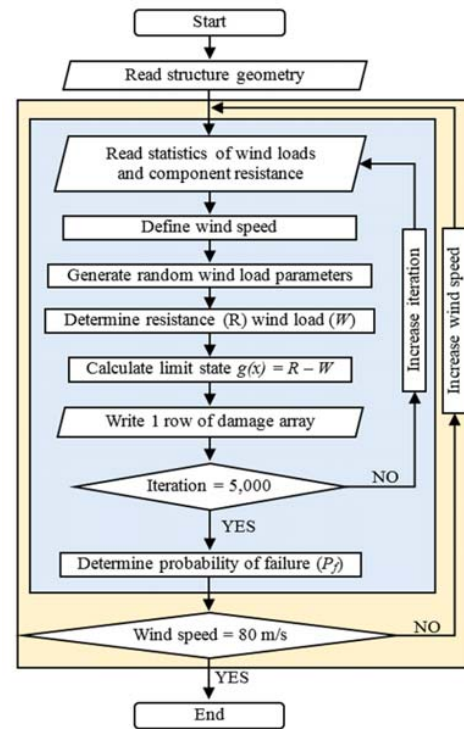 Start
Read structure geometry
Read statistics of wind loads
and component resistance
Define wind speed
Generate random wind load parameters
Determine resistance (R) wind load (W)
Calculate limit state g(x) = R – W
Write 1 row of damage array
Iteration = 5,000
NO
YES
Increase iteration
Determine probability of failure (Pf)
Wind speed = 80 m/s
NO
YES
Increase wind speed
End